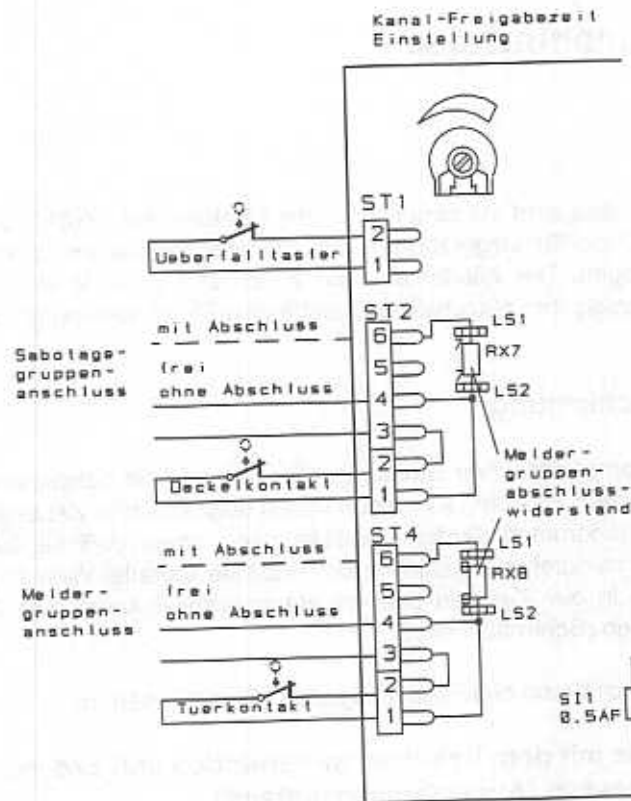 Kanal-Freigabezeit
Einstellung
ST1
2
Ueberfalltaster
1
ST2
mit Abschluss
6
LS1
Sabotage-
gruppen-
anschluss
frei
5
RX7
ohne Abschluss
4
LS2
3
2
Deckelkontakt
1
Melder-
gruppen-
abschluss-
widerstand
ST4
mit Abschluss
6
LS1
Melder-
gruppen-
anschluss
frei
5
RX8
ohne Abschluss
4
LS2
3
2
Tuerkontakt
1
SI1
0.5AF